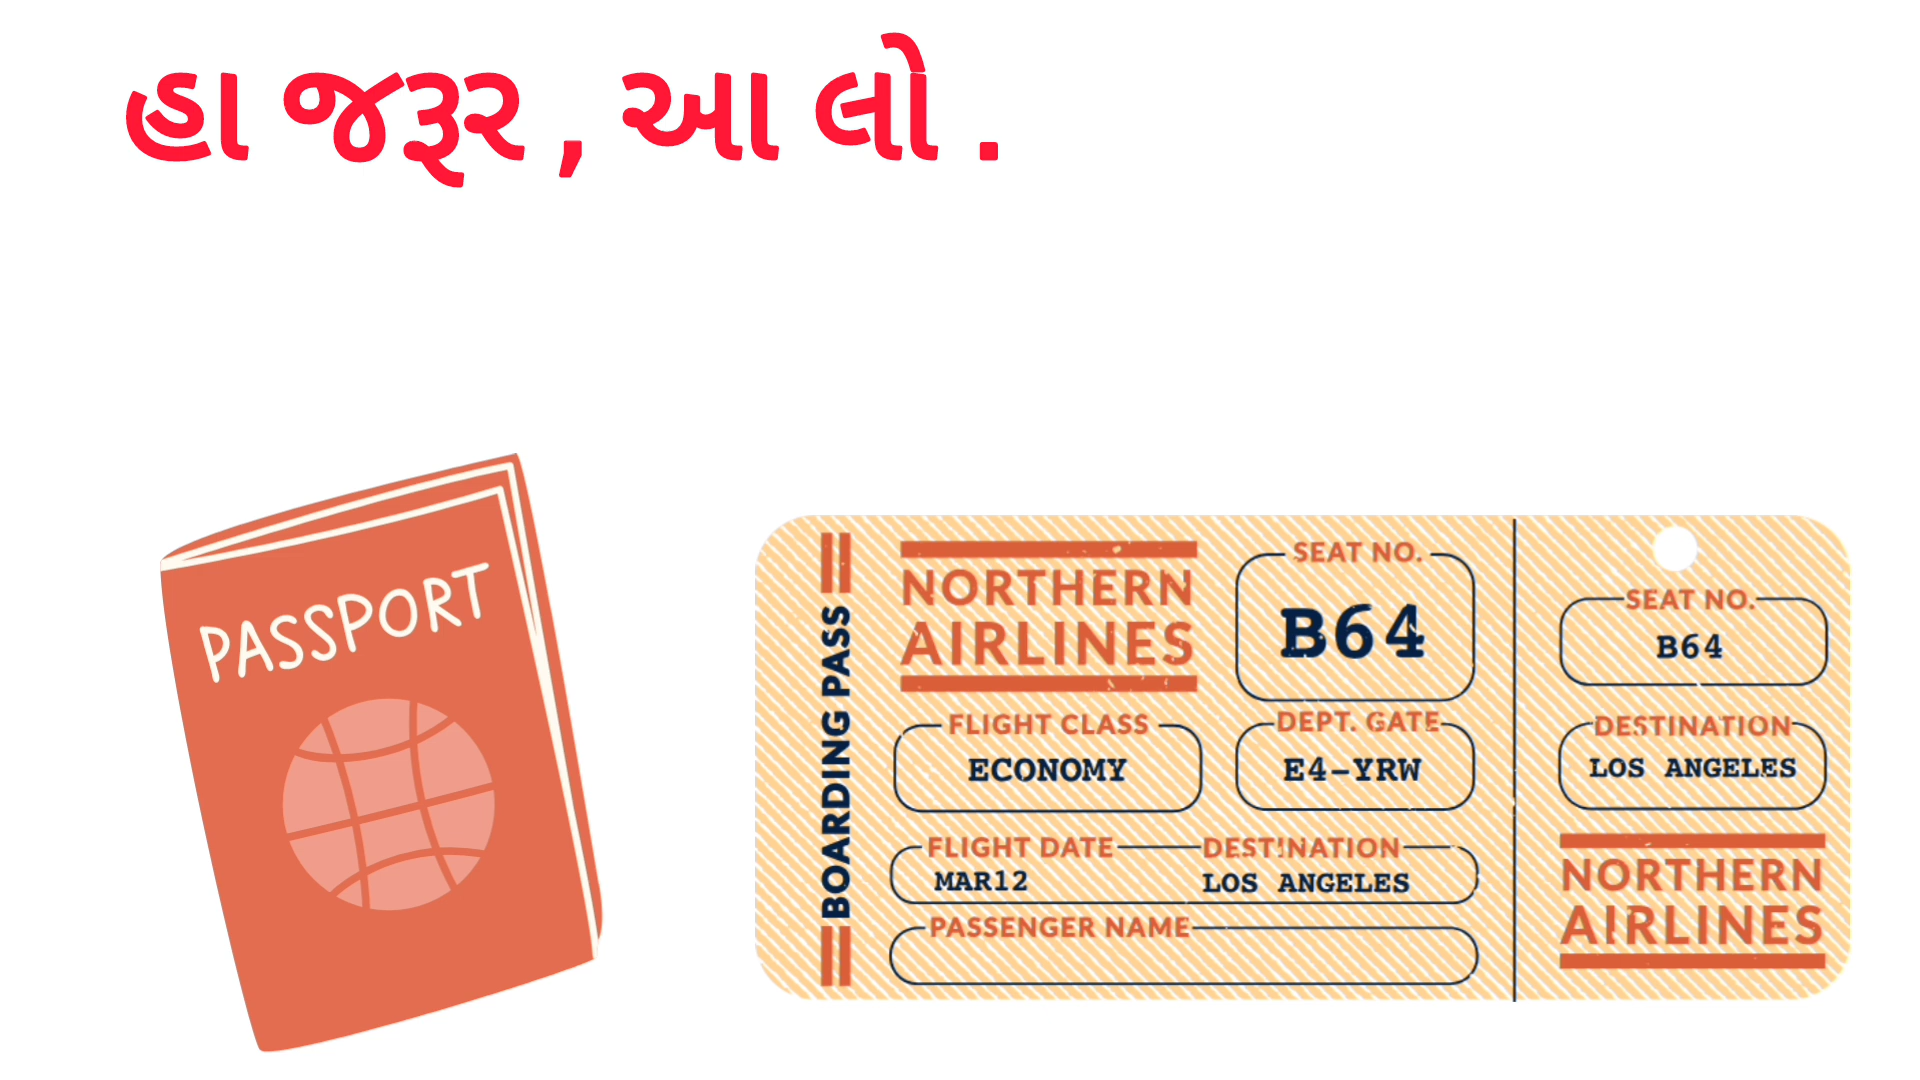 હા જરૂર , આ લો .
PASSPORT
BOARDING PASS
NORTHERN
AIRLINES
SEAT NO.
B64
FLIGHT CLASS
ECONOMY
DEPT. GATE
E4-YRW
FLIGHT DATE
MAR12
DESTINATION
LOS ANGELES
PASSENGER NAME
SEAT NO.
B64
DESTINATION
LOS ANGELES
NORTHERN
AIRLINES